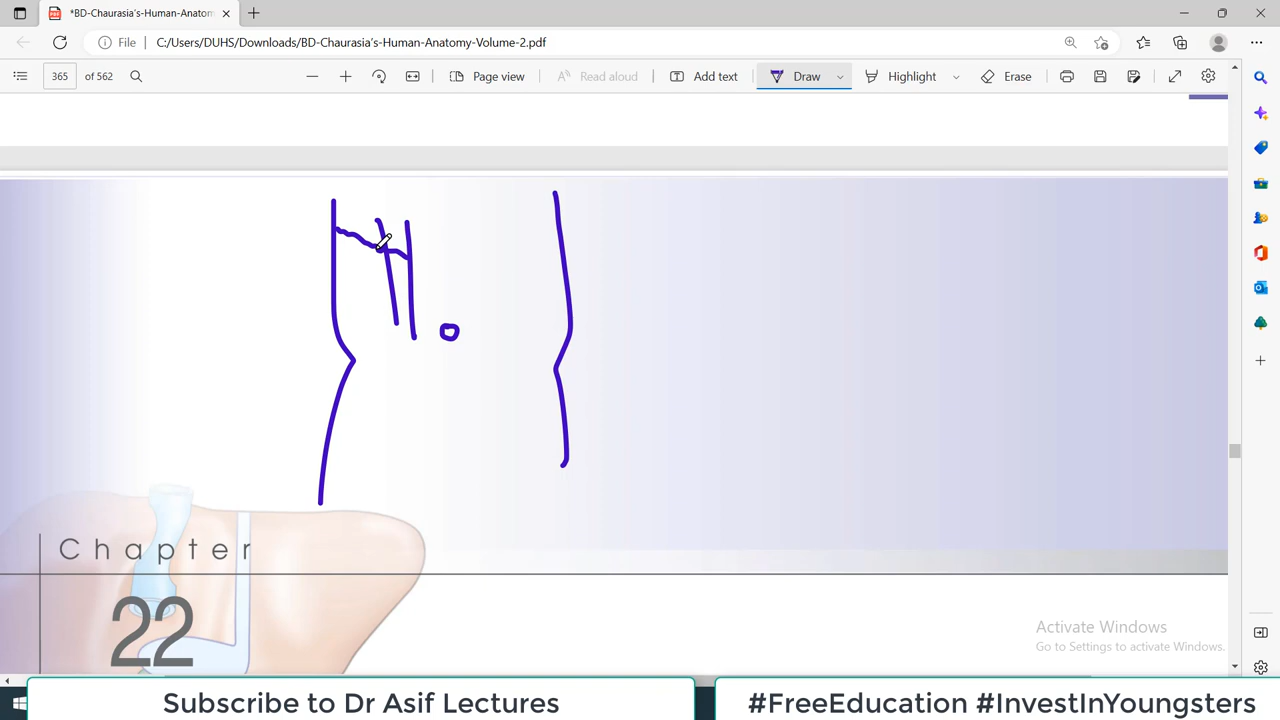 *BD-Chaurasia's-Human-Anatom
File
C:/Users/DUHS/Downloads/BD-Chaurasia's-Human-Anatomy-Volume-2.pdf
365
of 562
Page view
Read aloud
Add text
Draw
Highlight
Erase
Chapter
22
Activate Windows
Go to Settings to activate Windows.
Subscribe to Dr Asif Lectures
#FreeEducation #InvestInYoungsters